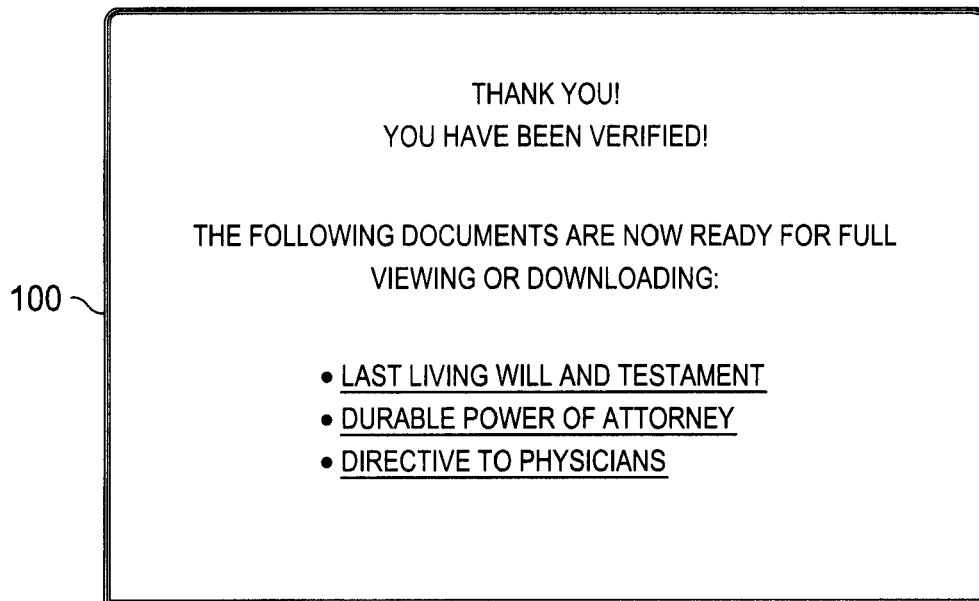 THANK YOU!
YOU HAVE BEEN VERIFIED!
THE FOLLOWING DOCUMENTS ARE NOW READY FOR FULL
VIEWING OR DOWNLOADING:
100
• LAST LIVING WILL AND TESTAMENT
• DURABLE POWER OF ATTORNEY
• DIRECTIVE TO PHYSICIANS